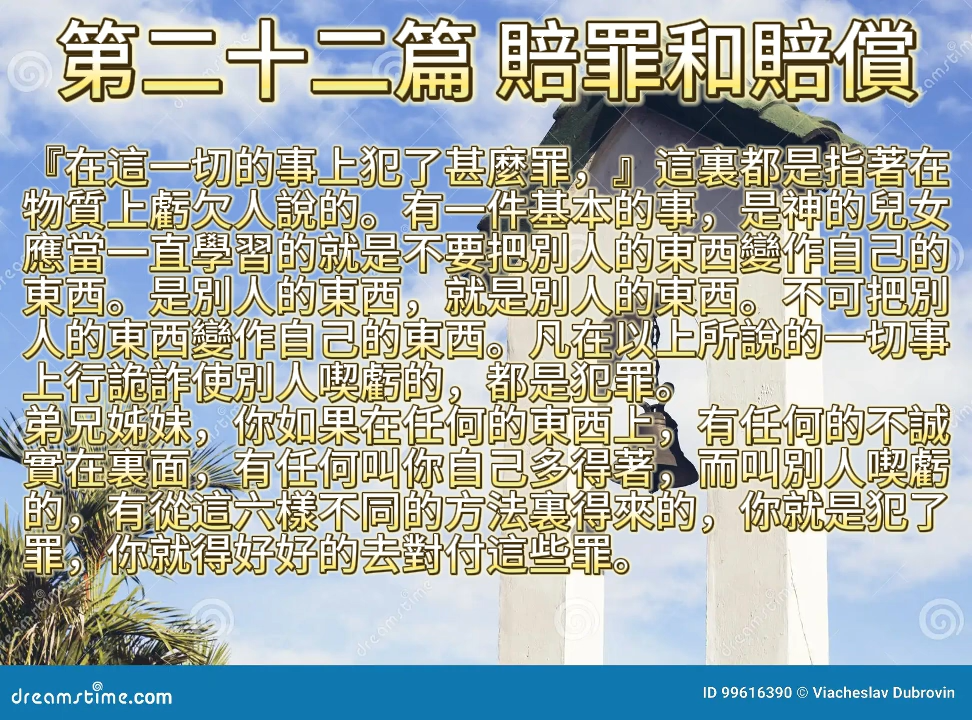 第二十二篇 賠罪和賠償
『在這一切的事上犯了甚麼罪，』這裏都是指著在
物質上虧欠人說的。有一件基本的事，是神的兒女
應當一直學習的就是不要把別人的東西變作自己的
東西。是別人的東西，就是別人的東西。不可把別
人的東西變作自己的東西。凡在以上所說的一切事
上行詭詐使別人喫虧的，都是犯罪。
弟兄姊妹，你如果在任何的東西上，有任何的不誠
實在裏面，有任何叫你自己多得著，而叫別人喫虧
的，有從這六樣不同的方法裏得來的，你就是犯了
罪，你就得好好的去對付這些罪。
dreamstime.com
ID 99616390 © Viacheslav Dubrovin